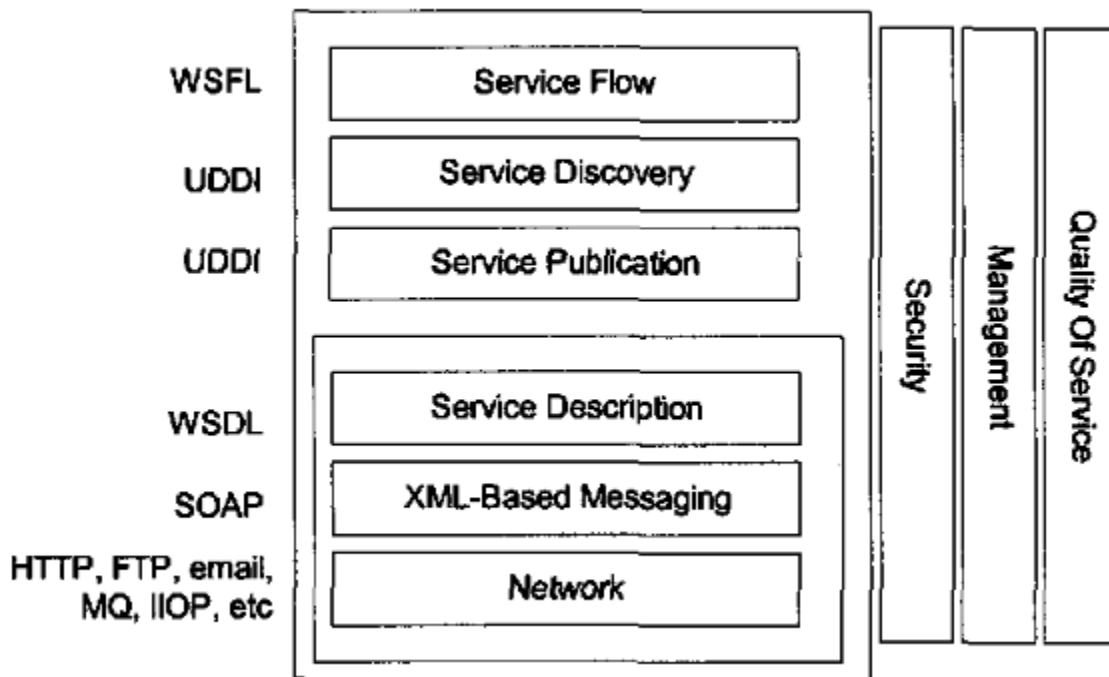 WSFL
Service Flow
UDDI
Service Discovery
UDDI
Service Publication
WSDL
Service Description
SOAP
XML-Based Messaging
HTTP, FTP, email,
MQ, IIOP, etc
Network
Security
Management
Quality Of Service